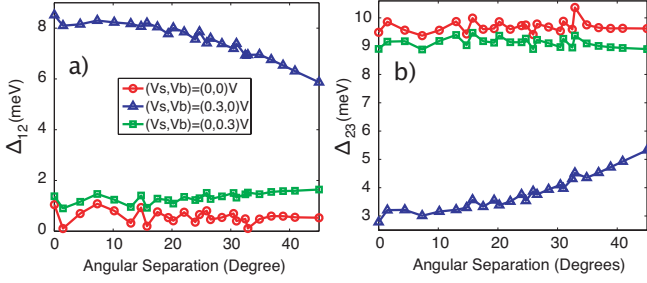 a)
(Vs,Vb)=(0,0)V
(Vs,Vb)=(0.3,0)V
(Vs,Vb)=(0,0.3)V
Δ12(meV)
0
2
4
6
8
0
10
20
30
40
Angular Separation (Degree)
b)
Δ23(meV)
3
4
5
6
7
8
9
10
0
10
20
30
40
Angular Separation (Degrees)